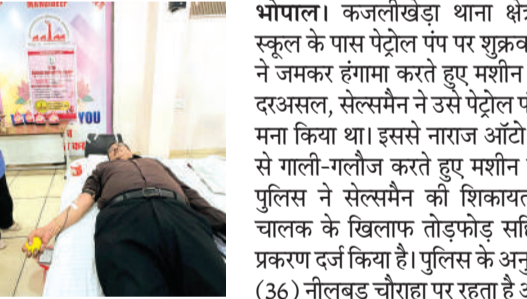 YOU
भोपाल। कजलीखेड़ा थाना क्षे
स्कूल के पास पेट्रोल पंप पर शुक्रव
ने जमकर हंगामा करते हुए मशीन
दरअसल, सेल्समैन ने उसे पेट्रोल पं
मना किया था। इससे नाराज ऑटो
से गाली-गलौज करते हुए मशीन
पुलिस ने सेल्समैन की शिकायत
चालक के खिलाफ तोड़फोड़ सहि
प्रकरण दर्ज किया है। पुलिस के अनु
(36) नीलबड़ चौराहा पर रहता है